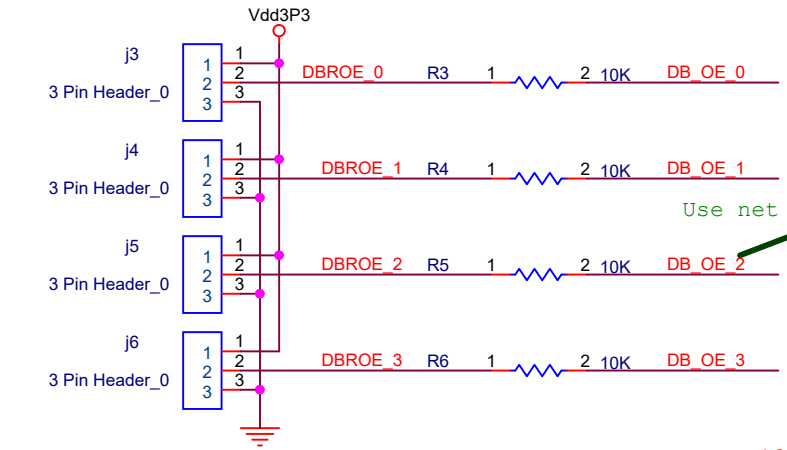 Vdd3P3
j3
3 Pin Header_0
1
2
3
1
2
3
DBROE_0 R3 1 2 10K DB_OE_0
j4
3 Pin Header_0
1
2
3
1
2
3
DBROE_1 R4 1 2 10K DB_OE_1
Use net
j5
3 Pin Header_0
1
2
3
1
2
3
DBROE_2 R5 1 2 10K DB_OE_2
j6
3 Pin Header_0
1
2
3
1
2
3
DBROE_3 R6 1 2 10K DB_OE_3